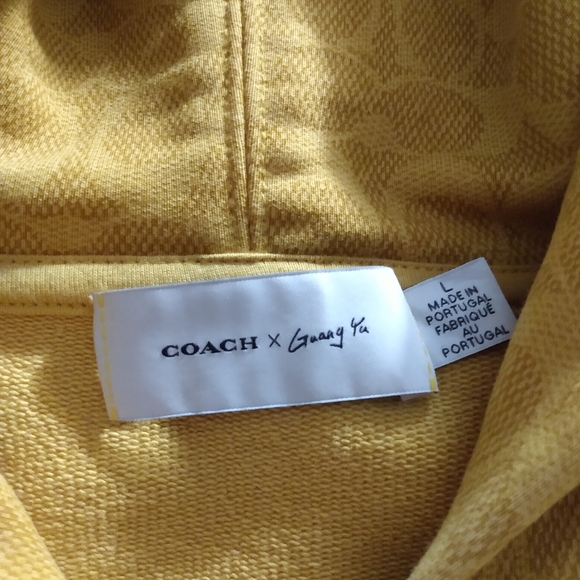 COACH × Guang Yu
L
MADE IN
PORTUGAL
FABRIQUÉ
AU
PORTUGAL